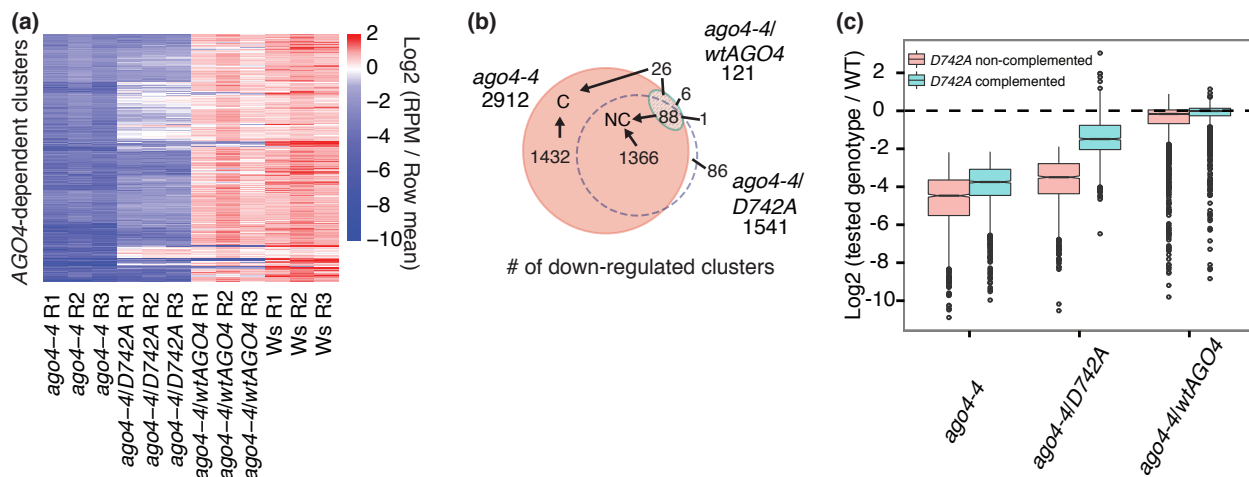 (a)
AGO4-dependent clusters
2
0
−2
−4
−6
−8
−10
Log2 (RPM / Row mean)
ago4−4 R1
ago4−4 R2
ago4−4 R3
ago4−4/D742A R1
ago4−4/D742A R2
ago4−4/D742A R3
ago4−4/wtAGO4 R1
ago4−4/wtAGO4 R2
ago4−4/wtAGO4 R3
Ws R1
Ws R2
Ws R3
(b)
ago4-4/
wtAGO4
121
ago4-4
2912
26
6
C
NC
88
1
1432
1366
86
ago4-4/
D742A
1541
# of down-regulated clusters
(c)
D742A non-complemented
D742A complemented
Log2 (tested genotype / WT)
2
0
-2
-4
-6
-8
-10
ago4-4
ago4-4/D742A
ago4-4/wtAGO4